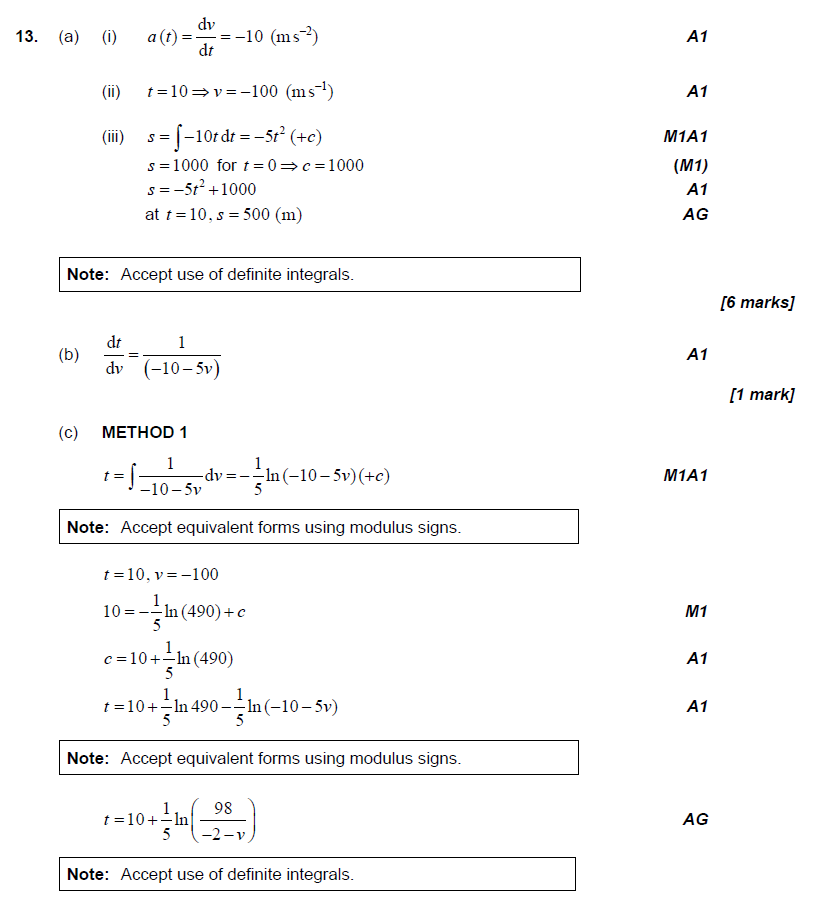 13. (a) (i) a(t) = dv/dt = −10 (m s⁻²) A1
(ii) t = 10 ⇒ v = −100 (m s⁻¹) A1
(iii) s = ∫ −10t dt = −5t² (+c) M1A1
s = 1000 for t = 0 ⇒ c = 1000 (M1)
s = −5t² + 1000 A1
at t = 10, s = 500 (m) AG
Note: Accept use of definite integrals.
[6 marks]
(b) dt/dv = 1/(−10 − 5v) A1
[1 mark]
(c) METHOD 1
t = ∫ 1/(−10 − 5v) dv = −1/5 ln(−10 − 5v)(+c) M1A1
Note: Accept equivalent forms using modulus signs.
t = 10, v = −100
10 = −1/5 ln(490) + c M1
c = 10 + 1/5 ln(490) A1
t = 10 + 1/5 ln 490 − 1/5 ln(−10 − 5v) A1
Note: Accept equivalent forms using modulus signs.
t = 10 + 1/5 ln(98/(−2 − v)) AG
Note: Accept use of definite integrals.